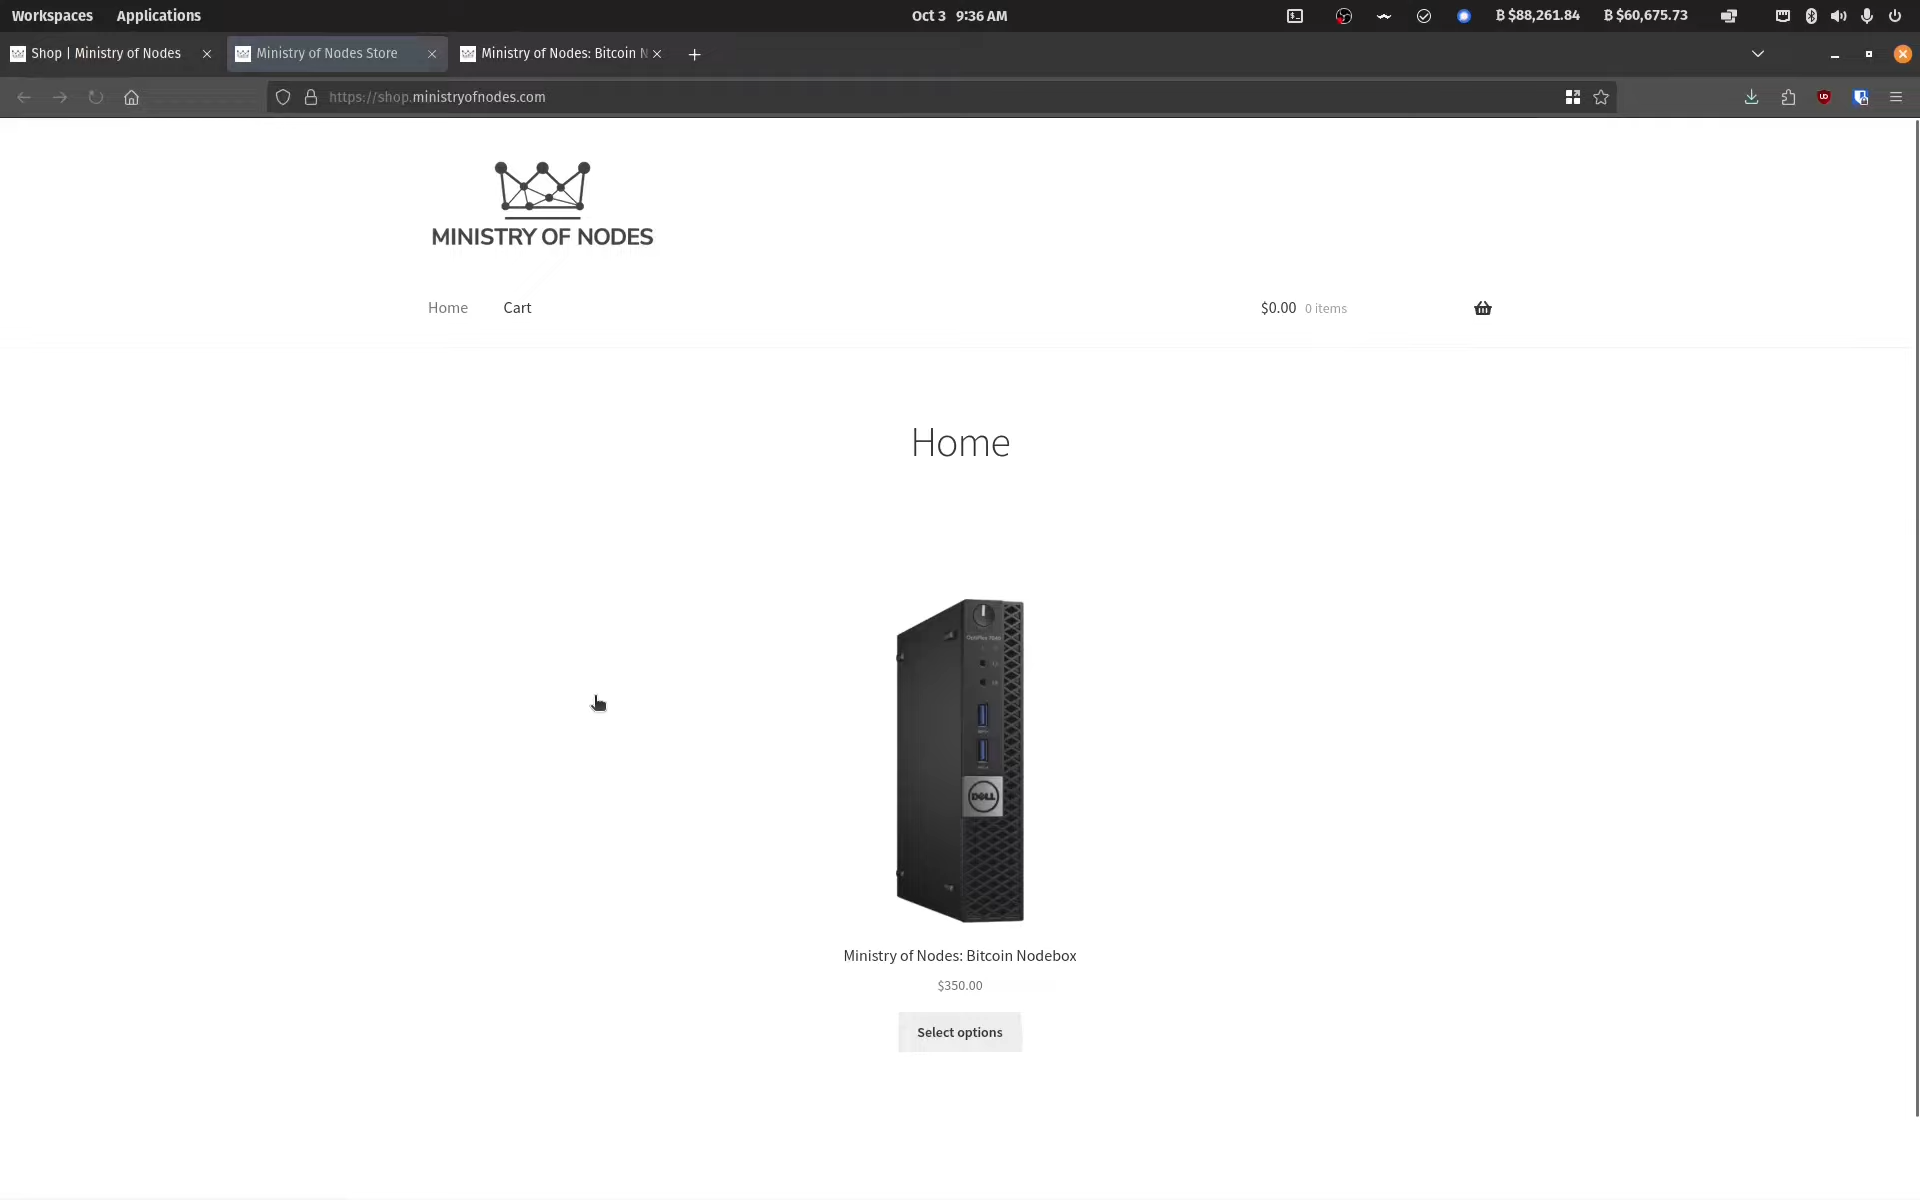 Workspaces Applications Oct 3 9:36 AM ₿ $88,261.84 ₿ $60,675.73
Shop | Ministry of Nodes Ministry of Nodes Store Ministry of Nodes: Bitcoin N
https://shop.ministryofnodes.com
MINISTRY OF NODES
Home Cart $0.00 0 items
Home
DELL
Ministry of Nodes: Bitcoin Nodebox
$350.00
Select options